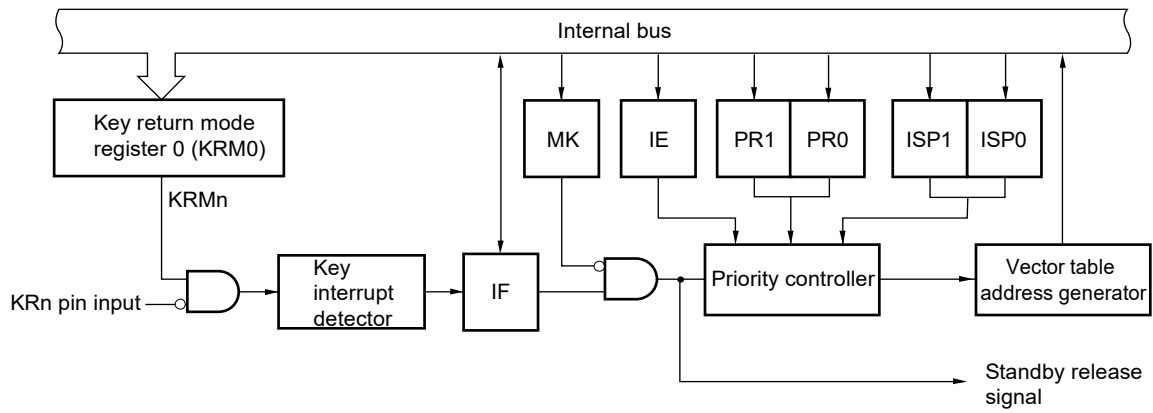 Internal bus
Key return mode
register 0 (KRM0)
MK
IE
PR1
PR0
ISP1
ISP0
KRMn
KRn pin input
Key
interrupt
detector
IF
Priority controller
Vector table
address generator
Standby release
signal